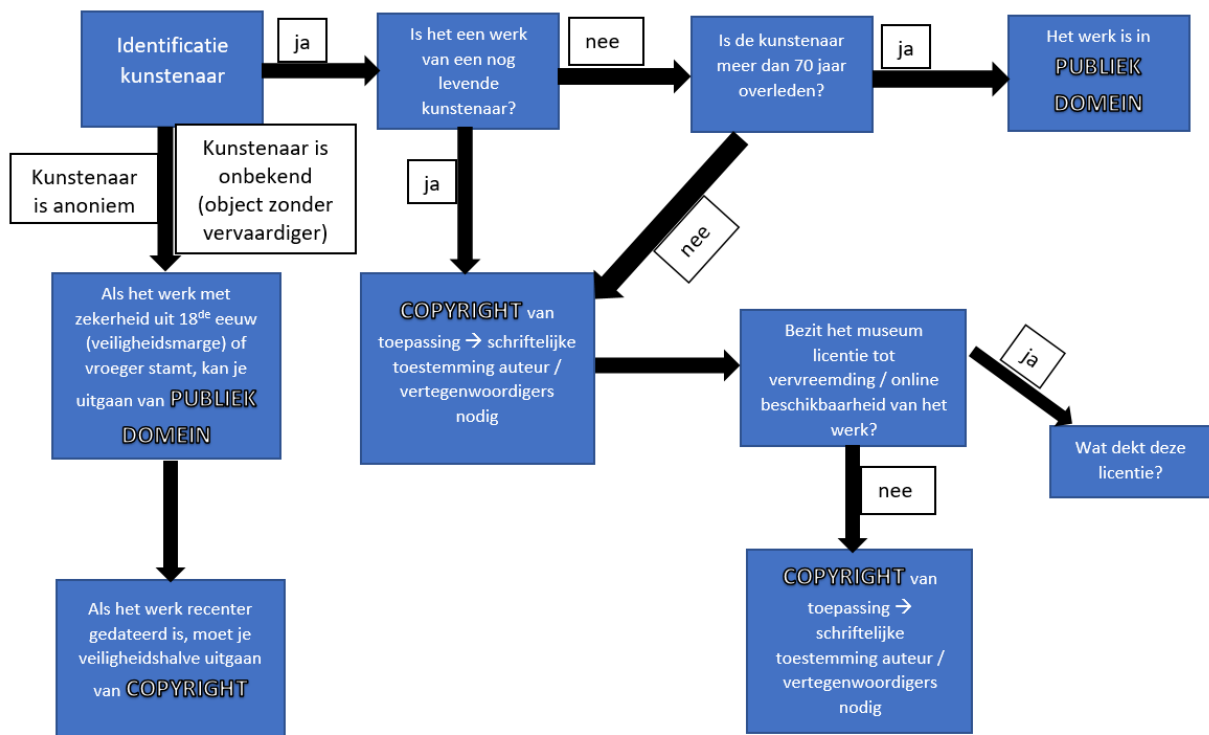 Identificatie
kunstenaar
ja
Is het een werk
van een nog
levende
kunstenaar?
nee
Is de kunstenaar
meer dan 70 jaar
overleden?
ja
Het werk is in
PUBLIEK
DOMEIN
Kunstenaar
is anoniem
Kunstenaar is
onbekend
(object zonder
vervaardiger)
ja
nee
Als het werk met
zekerheid uit 18de eeuw
(veiligheidsmarge) of
vroeger stamt, kan je
uitgaan van PUBLIEK
DOMEIN
COPYRIGHT van
toepassing → schriftelijke
toestemming auteur /
vertegenwoordigers
nodig
Bezit het museum
licentie tot
vervreemding / online
beschikbaarheid van het
werk?
ja
Wat dekt deze
licentie?
nee
Als het werk recenter
gedateerd is, moet je
veiligheidshalve uitgaan
van COPYRIGHT
COPYRIGHT van
toepassing →
schriftelijke
toestemming auteur /
vertegenwoordigers
nodig